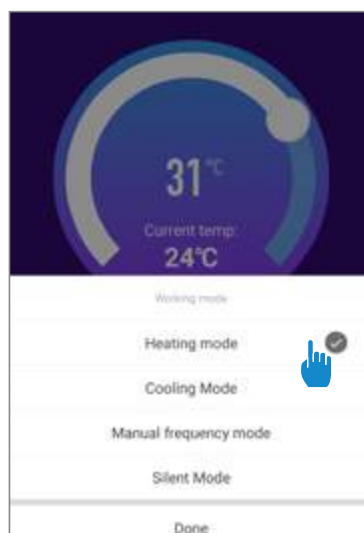 31°C
Current temp:
24°C
Working mode
Heating mode
Cooling Mode
Manual frequency mode
Silent Mode
Done